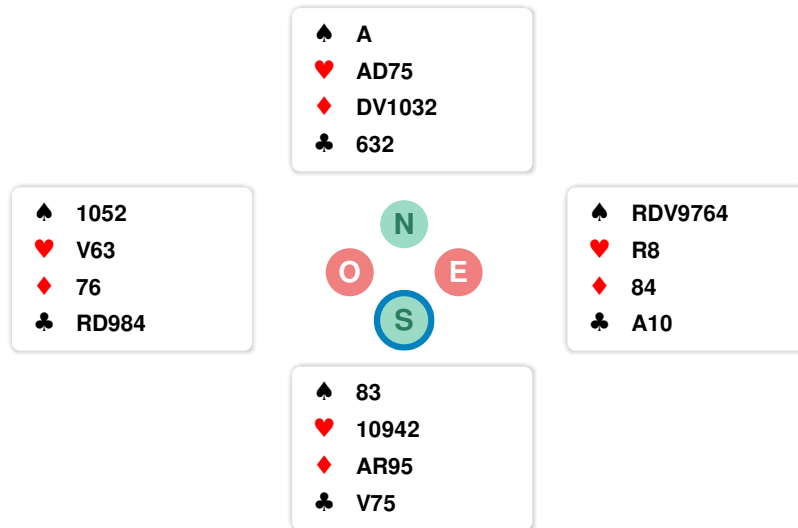 ♠ A
♥ AD75
♦ DV1032
♣ 632
♠ 1052
♥ V63
♦ 76
♣ RD984
N
O E
S
♠ RDV9764
♥ R8
♦ 84
♣ A10
♠ 83
♥ 10942
♦ AR95
♣ V75